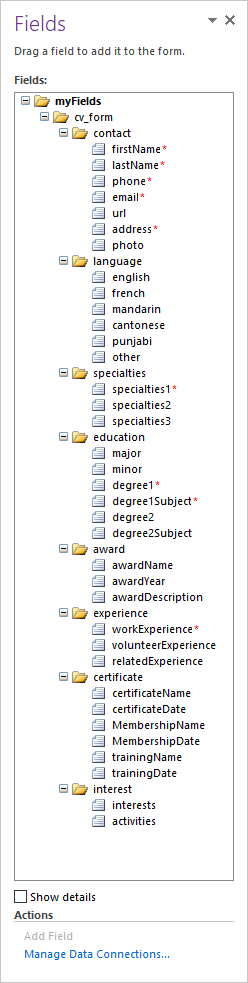 Fields
Drag a field to add it to the form.
Fields:
myFields
cv_form
contact
firstName*
lastName*
phone*
email*
url
address*
photo
language
english
french
mandarin
cantonese
punjabi
other
specialties
specialties1*
specialties2
specialties3
education
major
minor
degree1*
degree1Subject*
degree2
degree2Subject
award
awardName
awardYear
awardDescription
experience
workExperience*
volunteerExperience
relatedExperience
certificate
certificateName
certificateDate
MembershipName
MembershipDate
trainingName
trainingDate
interest
interests
activities
Show details
Actions
Add Field
Manage Data Connections...